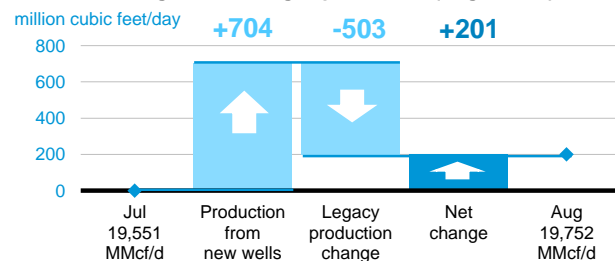 million cubic feet/day
+704 -503 +201
800
600
400
200
0
Jul
19,551
MMcf/d
Production
from
new wells
Legacy
production
change
Net
change
Aug
19,752
MMcf/d